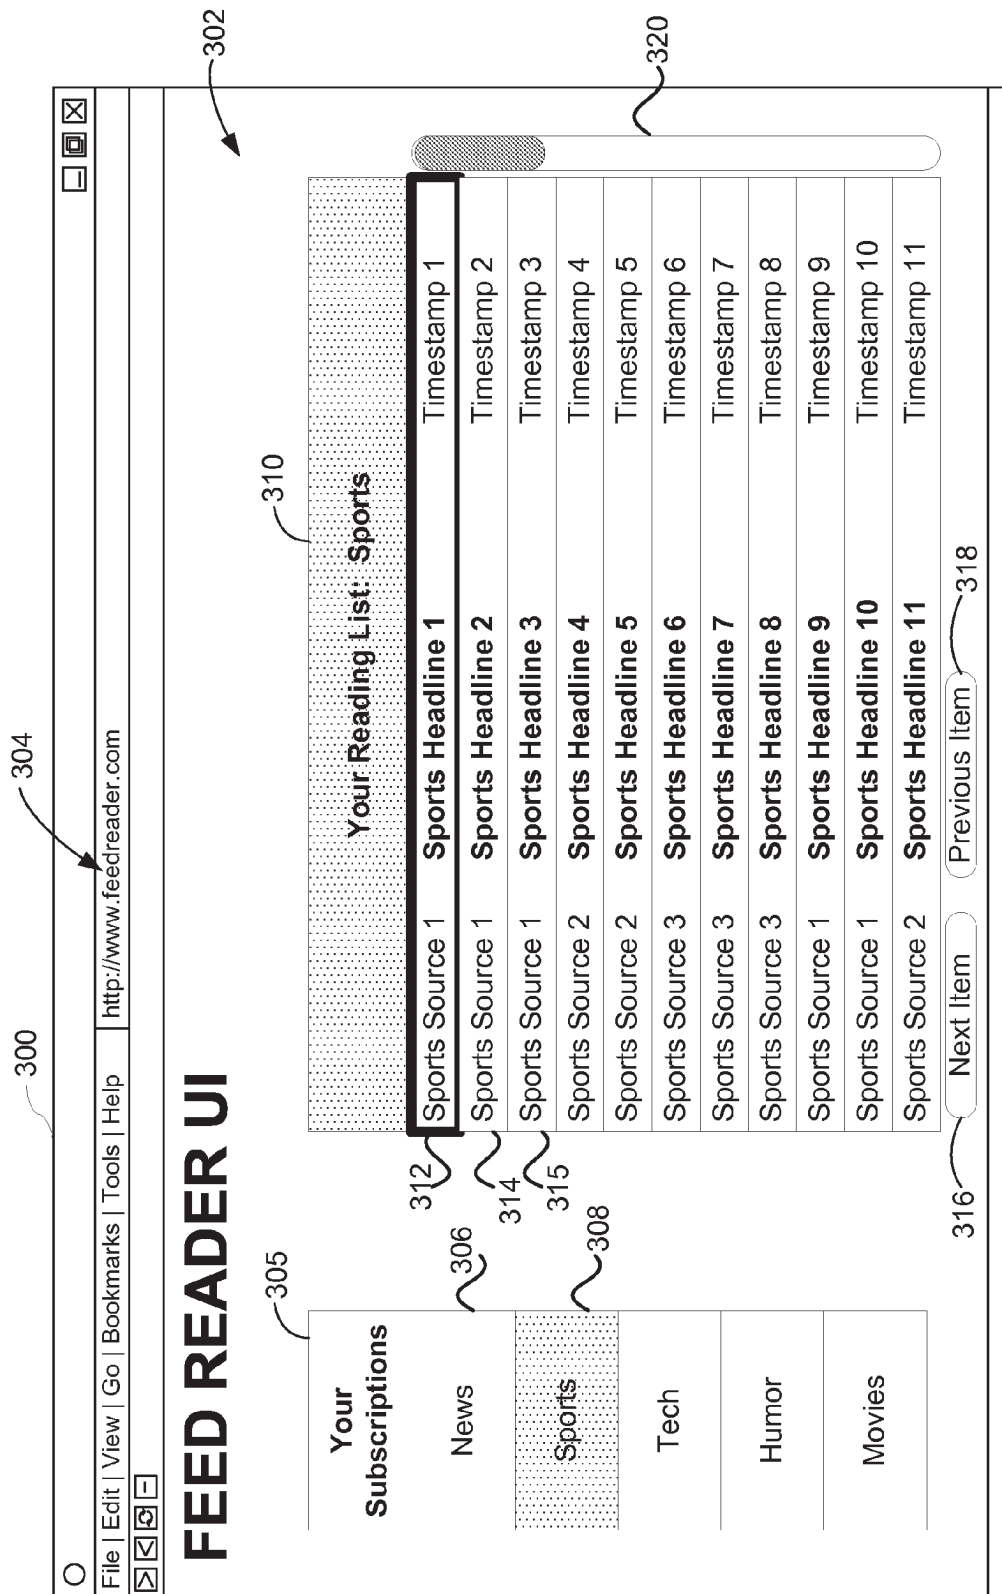 300
304
302
File | Edit | View | Go | Bookmarks | Tools | Help
http://www.feedreader.com
FEED READER UI
305
Your
Subscriptions
News
306
Sports
308
Tech
Humor
Movies
310
Your Reading List: Sports
312
Sports Source 1 Sports Headline 1 Timestamp 1
314
Sports Source 1 Sports Headline 2 Timestamp 2
315
Sports Source 1 Sports Headline 3 Timestamp 3
Sports Source 2 Sports Headline 4 Timestamp 4
Sports Source 2 Sports Headline 5 Timestamp 5
Sports Source 3 Sports Headline 6 Timestamp 6
Sports Source 3 Sports Headline 7 Timestamp 7
Sports Source 3 Sports Headline 8 Timestamp 8
Sports Source 1 Sports Headline 9 Timestamp 9
Sports Source 1 Sports Headline 10 Timestamp 10
Sports Source 2 Sports Headline 11 Timestamp 11
320
316
Next Item
Previous Item
318